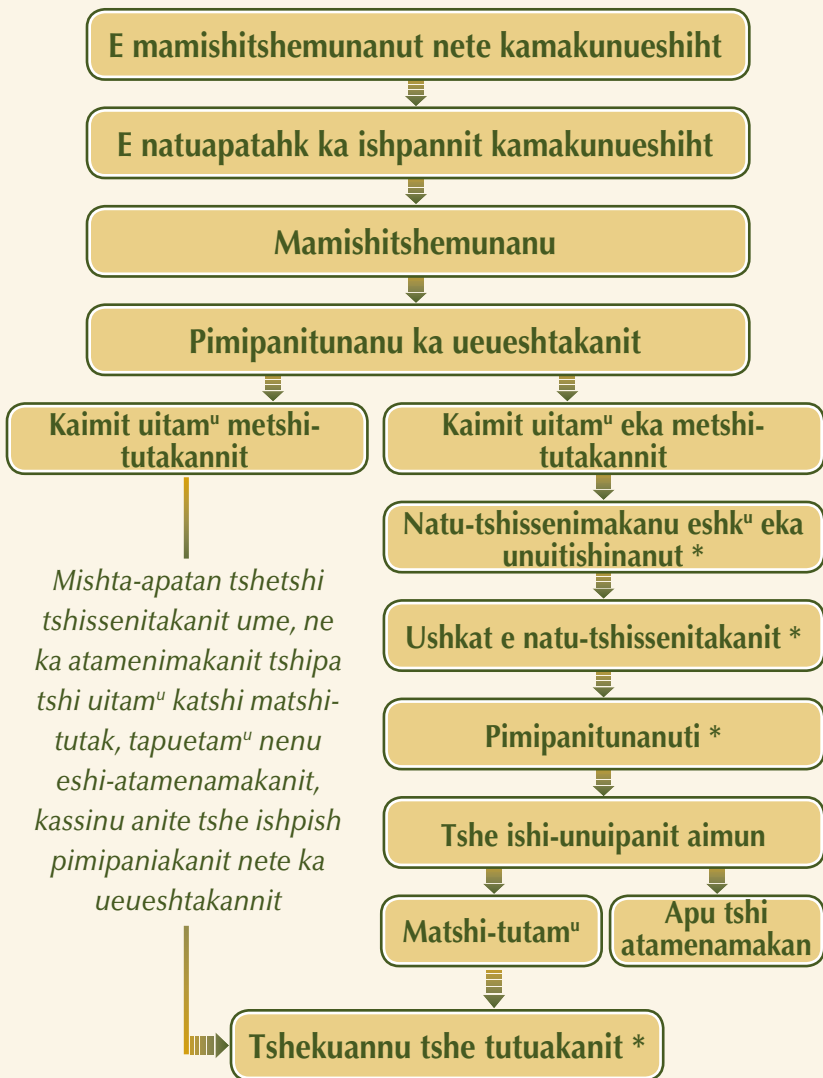 E mamishitshemunanut nete kamakunueshiht
E natuapatahk ka ishpannit kamakunueshiht
Mamishitshemunanu
Pimipanitunanu ka ueueshtakanit
Kaimit uitamᵘ metshi-
tutakannit
Kaimit uitamᵘ eka metshi-
tutakannit
Natu-tshissenimakanu eshkᵘ eka
unuitishinanut *
Mishta-apatan tshetshi
tshissenitakanit ume, ne
ka atamenimakanit tshipa
tshi uitamᵘ katshi matshi-
tutak, tapuetamᵘ nenu
eshi-atamenamakanit,
kassinu anite tshe ishpish
pimipaniakanit nete ka
ueueshtakannit
Ushkat e natu-tshissenitakanit *
Pimipanitunanuti *
Tshe ishi-unuipanit aimun
Matshi-tutamᵘ
Apu tshi
atamenamakan
Tshekuannu tshe tutuakanit *